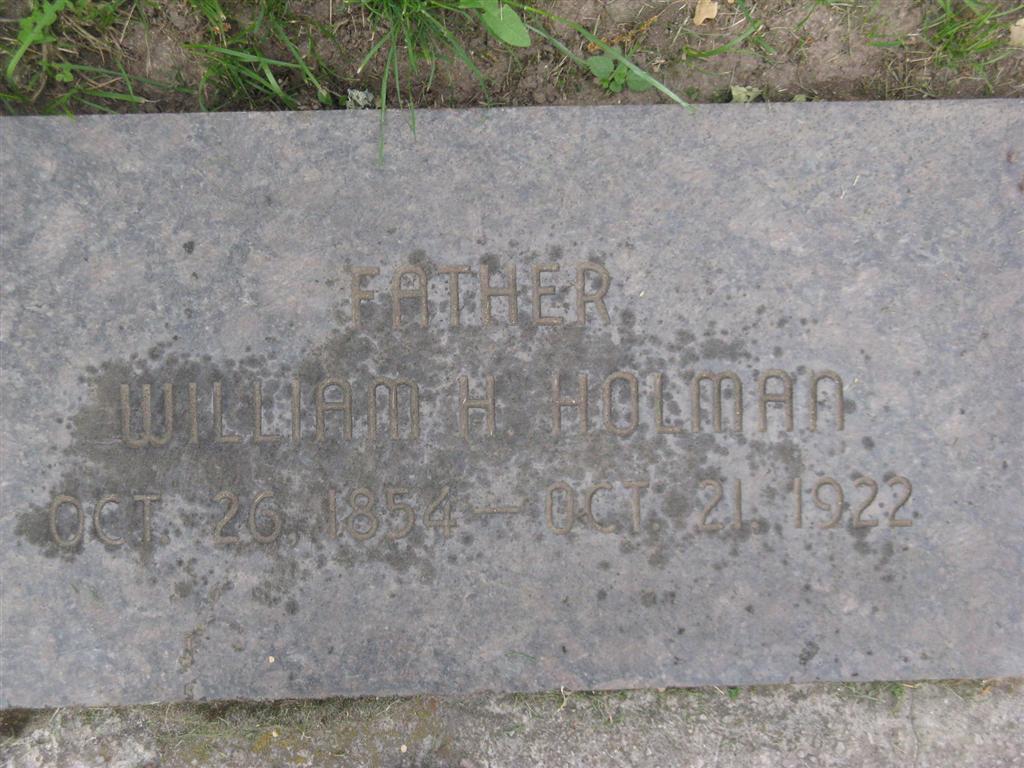 FATHER
WILLIAM H. HOLMAN
OCT. 26, 1854 — OCT. 21, 1922